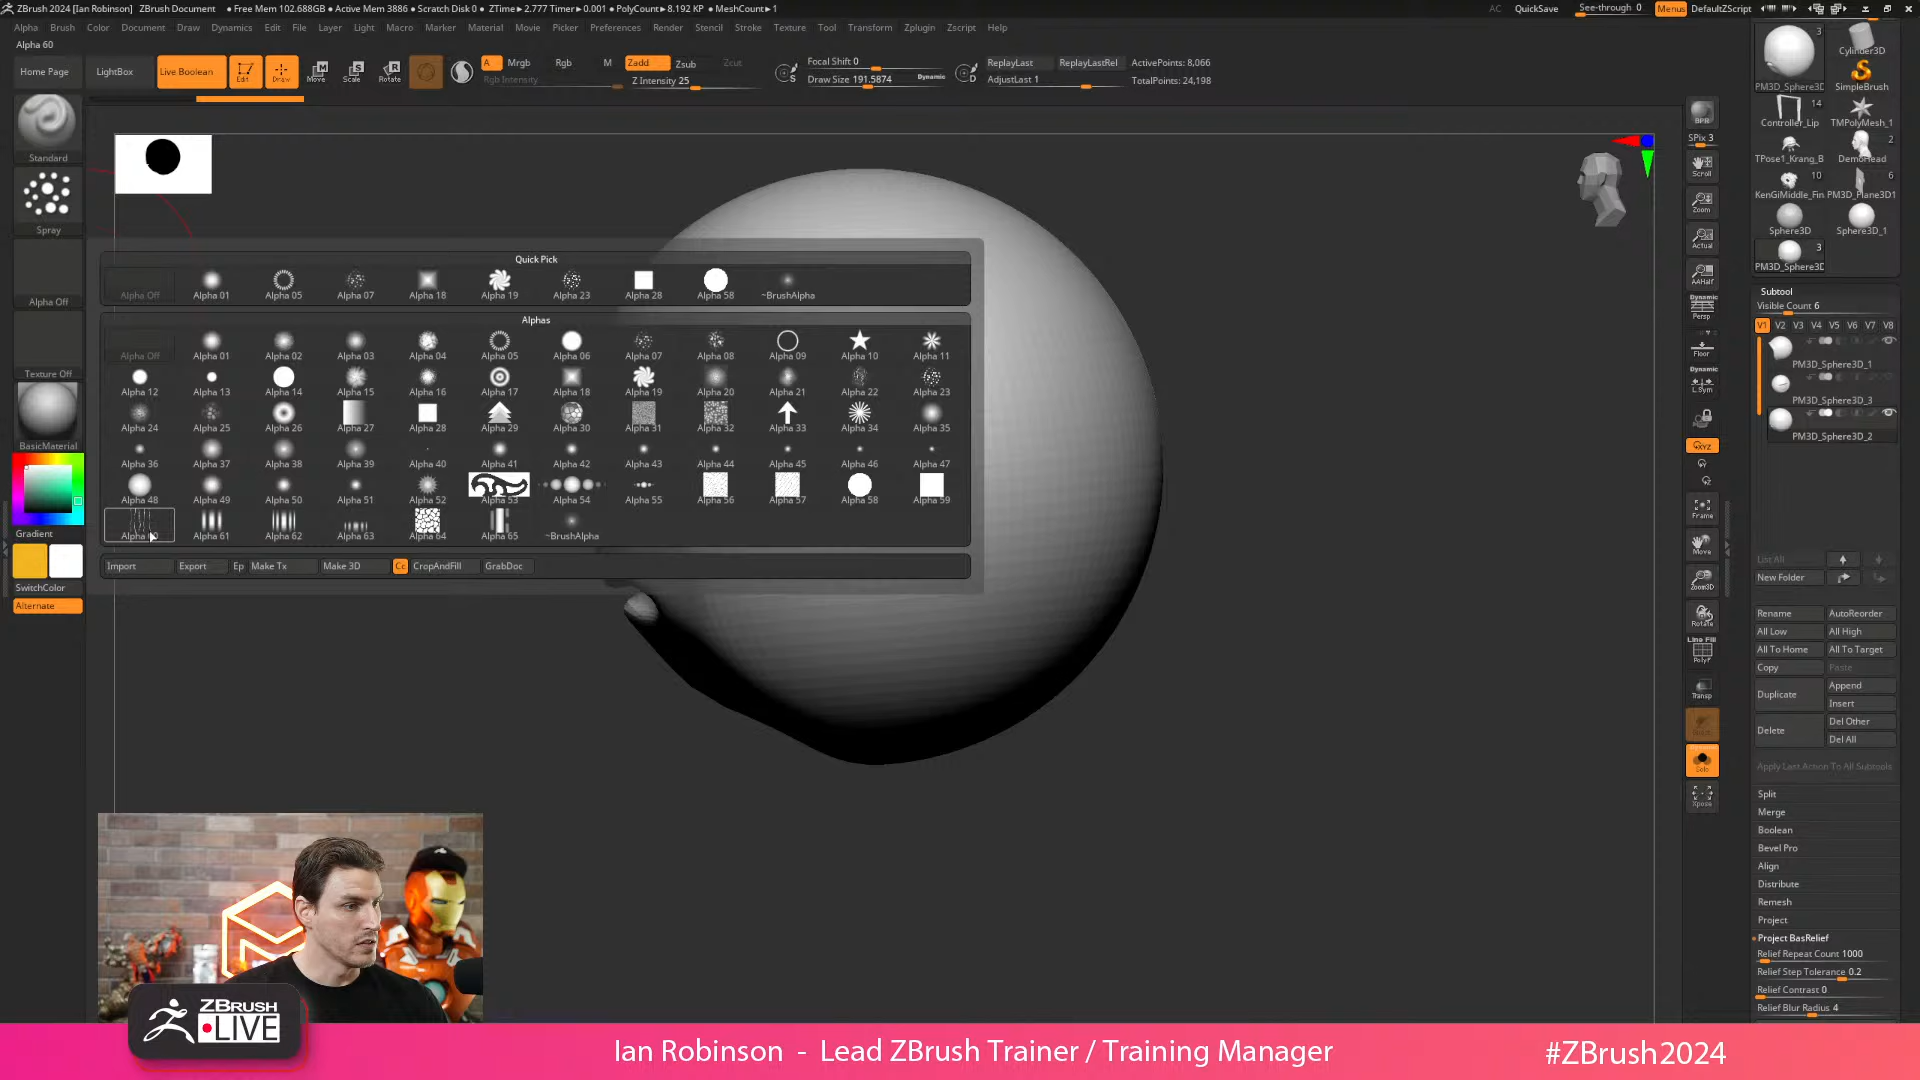 ZBrush 2024 [Ian Robinson] ZBrush Document • Free Mem 102.688GB • Active Mem 3886 • Scratch Disk 0 • ZTime▸2.777 Timer▸0.001 • PolyCount▸8.192 KP • MeshCount▸1 AC QuickSave See-through 0 Menus DefaultZScript
Alpha Brush Color Document Draw Dynamics Edit File Layer Light Macro Marker Material Movie Picker Preferences Render Stencil Stroke Texture Tool Transform Zplugin Zscript Help
Alpha 60
Home Page LightBox Live Boolean Edit Draw Move Scale Rotate A Mrgb Rgb M Zadd Zsub Zcut Focal Shift 0 ReplayLast ReplayLastRel ActivePoints: 8,066
Rgb Intensity Z Intensity 25 Draw Size 191.5874 Dynamic AdjustLast 1 TotalPoints: 24,198
Standard
Spray
Alpha Off
Texture Off
BasicMaterial
Gradient
SwitchColor
Alternate
Quick Pick
Alpha Off Alpha 01 Alpha 05 Alpha 07 Alpha 18 Alpha 19 Alpha 23 Alpha 28 Alpha 58 ~BrushAlpha
Alphas
Alpha Off Alpha 01 Alpha 02 Alpha 03 Alpha 04 Alpha 05 Alpha 06 Alpha 07 Alpha 08 Alpha 09 Alpha 10 Alpha 11
Alpha 12 Alpha 13 Alpha 14 Alpha 15 Alpha 16 Alpha 17 Alpha 18 Alpha 19 Alpha 20 Alpha 21 Alpha 22 Alpha 23
Alpha 24 Alpha 25 Alpha 26 Alpha 27 Alpha 28 Alpha 29 Alpha 30 Alpha 31 Alpha 32 Alpha 33 Alpha 34 Alpha 35
Alpha 36 Alpha 37 Alpha 38 Alpha 39 Alpha 40 Alpha 41 Alpha 42 Alpha 43 Alpha 44 Alpha 45 Alpha 46 Alpha 47
Alpha 48 Alpha 49 Alpha 50 Alpha 51 Alpha 52 Alpha 53 Alpha 54 Alpha 55 Alpha 56 Alpha 57 Alpha 58 Alpha 59
Alpha 60 Alpha 61 Alpha 62 Alpha 63 Alpha 64 Alpha 65 ~BrushAlpha
Import Export Ep Make Tx Make 3D Cc CropAndFill GrabDoc
BPR
SPix 3
Scroll
Zoom
Actual
AAHalf
Dynamic
Persp
Floor
Dynamic
L.Sym
xyz
Frame
Move
Zoom3D
Rotate
Line Fill
PolyF
Transp
Solo
Xpose
3
PM3D_Sphere3D
Cylinder3D
SimpleBrush
14
Controller_Lip TMPolyMesh_1
2
TPose1_Krang_B DemoHead
10 6
KenGiMiddle_Fin PM3D_Plane3D1
Sphere3D Sphere3D_1
3
PM3D_Sphere3D
Subtool
Visible Count 6
V1 V2 V3 V4 V5 V6 V7 V8
PM3D_Sphere3D_1
PM3D_Sphere3D_3
PM3D_Sphere3D_2
List All
New Folder
Rename AutoReorder
All Low All High
All To Home All To Target
Copy Paste
Duplicate Append
Insert
Delete Del Other
Del All
Apply Last Action To All Subtools
Split
Merge
Boolean
Bevel Pro
Align
Distribute
Remesh
Project
Project BasRelief
Relief Repeat Count 1000
Relief Step Tolerance 0.2
Relief Contrast 0
Relief Blur Radius 4
ZBRUSH
LIVE
Ian Robinson - Lead ZBrush Trainer / Training Manager
#ZBrush2024